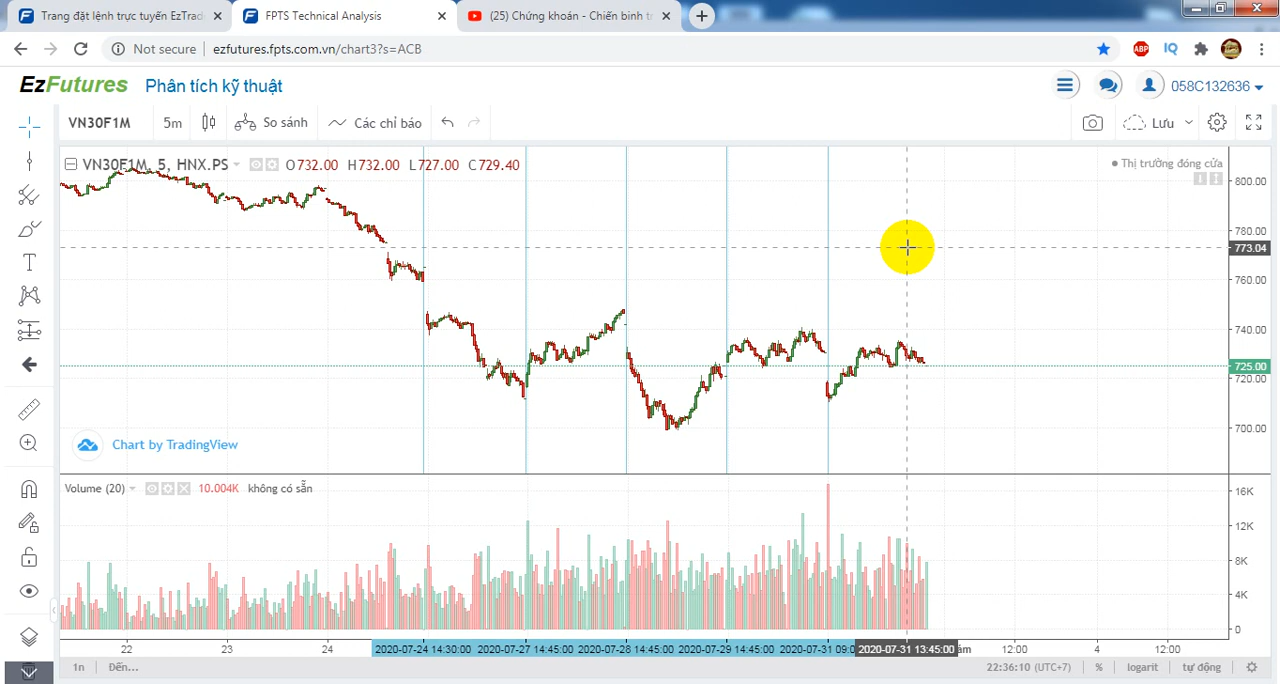 Trang đặt lệnh trực tuyến EzTrad
FPTS Technical Analysis
(25) Chứng khoán - Chiến binh tr
Not secure
ezfutures.fpts.com.vn/chart3?s=ACB
ABP
IQ
EzFutures Phân tích kỹ thuật
058C132636
VN30F1M
5m
So sánh
Các chỉ báo
Lưu
VN30F1M, 5, HNX.PS
O732.00 H732.00 L727.00 C729.40
Thị trường đóng cửa
800.00
780.00
773.04
760.00
740.00
725.00
720.00
700.00
Chart by TradingView
Volume (20)
10.004K không có sẵn
16K
12K
8K
4K
0
22
23
24
2020-07-24 14:30:00
2020-07-27 14:45:00
2020-07-28 14:45:00
2020-07-29 14:45:00
2020-07-31 09:0
2020-07-31 13:45:00
12:00
4
12:00
1n
Đến...
22:36:10 (UTC+7)
%
logarit
tự động